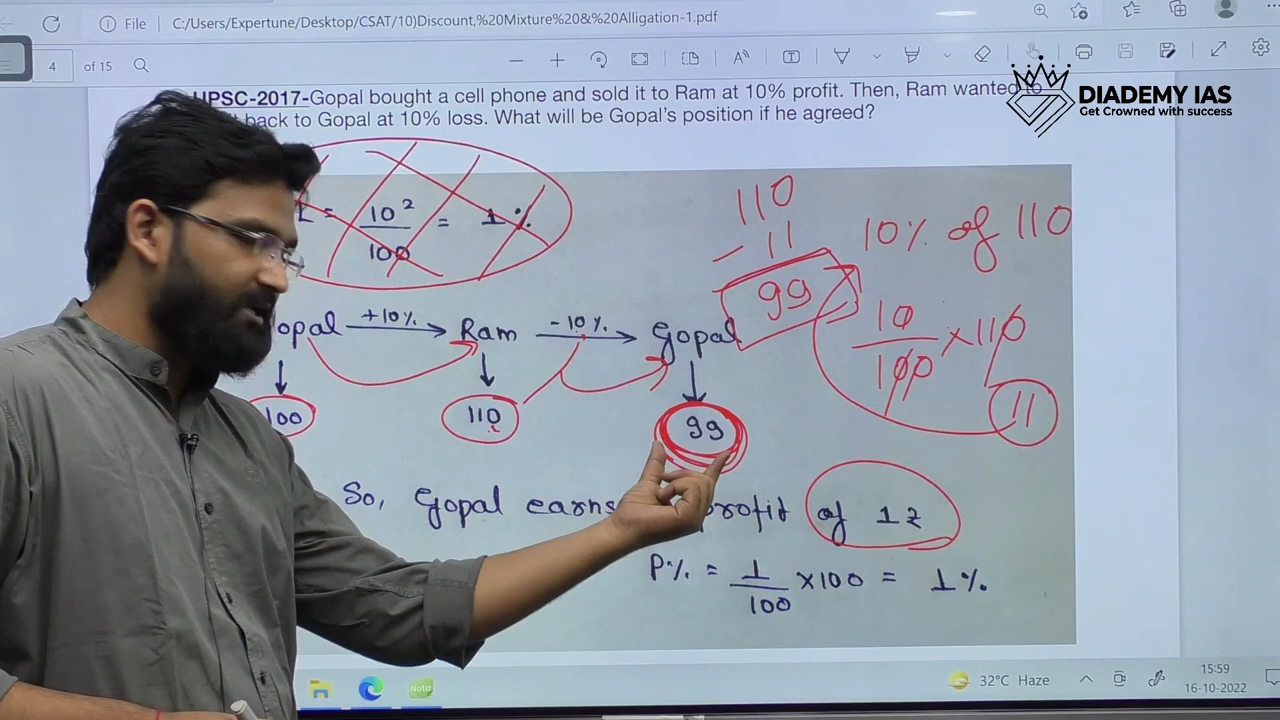 File C:/Users/Expertune/Desktop/CSAT/10)Discount,%20Mixture%20&%20Alligation-1.pdf
4 of 15
DIADEMY IAS
Get Crowned with success
UPSC-2017-Gopal bought a cell phone and sold it to Ram at 10% profit. Then, Ram wanted to
back to Gopal at 10% loss. What will be Gopal's position if he agreed?
= 10² / 100 = 1%
110
- 11
99
10% of 110
10 / 100 × 110
11
opal +10% Ram -10% Gopal
100 110 99
So, Gopal earns profit of 1₹
P% = 1 / 100 × 100 = 1%
Note
32°C Haze
15:59
16-10-2022